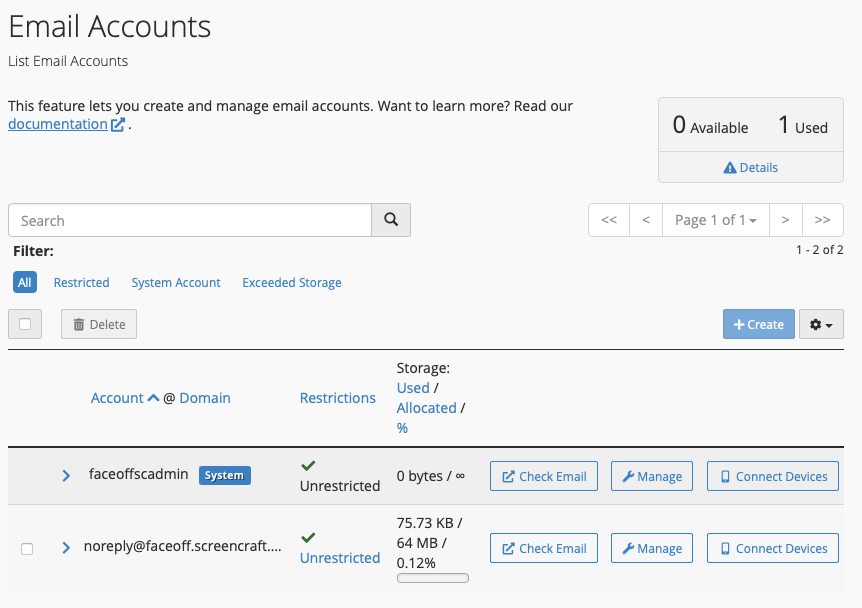 Email Accounts
List Email Accounts
This feature lets you create and manage email accounts. Want to learn more? Read our
documentation .
0 Available 1 Used
Details
Search
<< < Page 1 of 1 > >>
Filter:
1 - 2 of 2
All Restricted System Account Exceeded Storage
Delete
Create
Storage:
Account @ Domain Restrictions Used /
Allocated /
%
faceoffscadmin System Unrestricted 0 bytes / ∞ Check Email Manage Connect Devices
75.73 KB /
noreply@faceoff.screencraft.... 64 MB / Check Email Manage Connect Devices
Unrestricted 0.12%